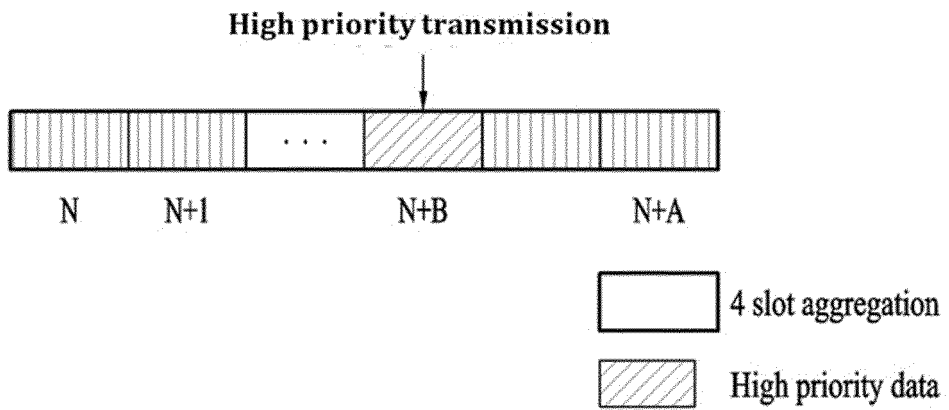 High priority transmission
· · ·
N N+1 N+B N+A
4 slot aggregation
High priority data